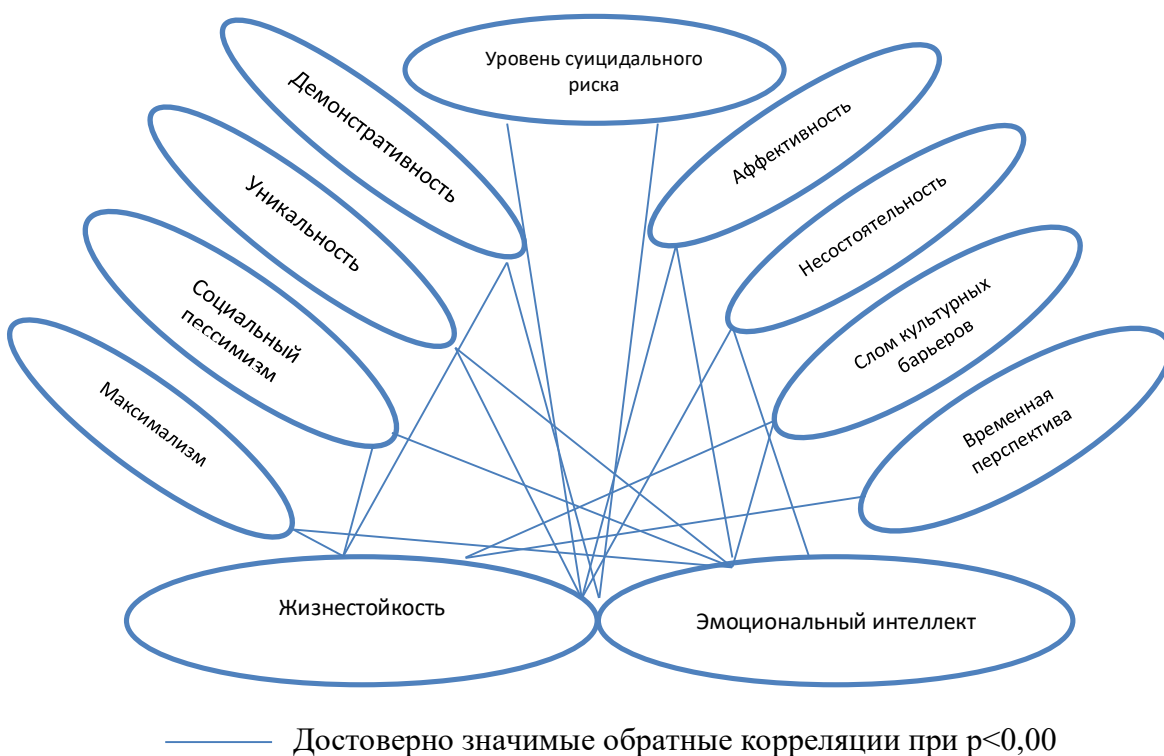 Уровень суицидального
риска
Демонстративность
Аффективность
Уникальность
Несостоятельность
Социальный
пессимизм
Слом культурных
барьеров
Максимализм
Временная
перспектива
Жизнестойкость
Эмоциональный интеллект
Достоверно значимые обратные корреляции при p<0,00